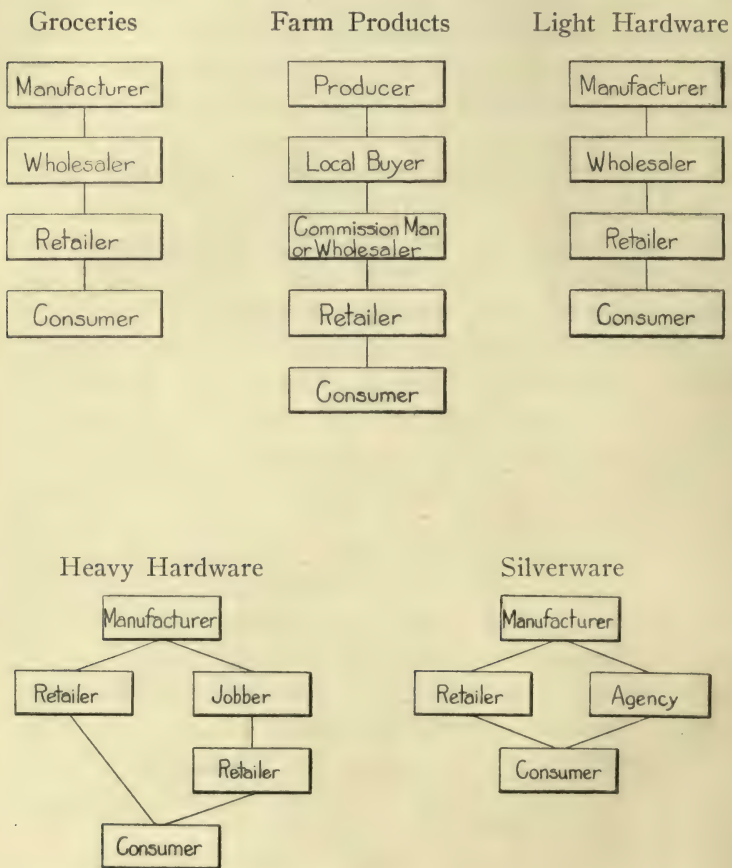 Groceries
Manufacturer
Wholesaler
Retailer
Consumer
Farm Products
Producer
Local Buyer
Commission Man
or Wholesaler
Retailer
Consumer
Light Hardware
Manufacturer
Wholesaler
Retailer
Consumer
Heavy Hardware
Manufacturer
Retailer
Jobber
Retailer
Consumer
Silverware
Manufacturer
Retailer
Agency
Consumer